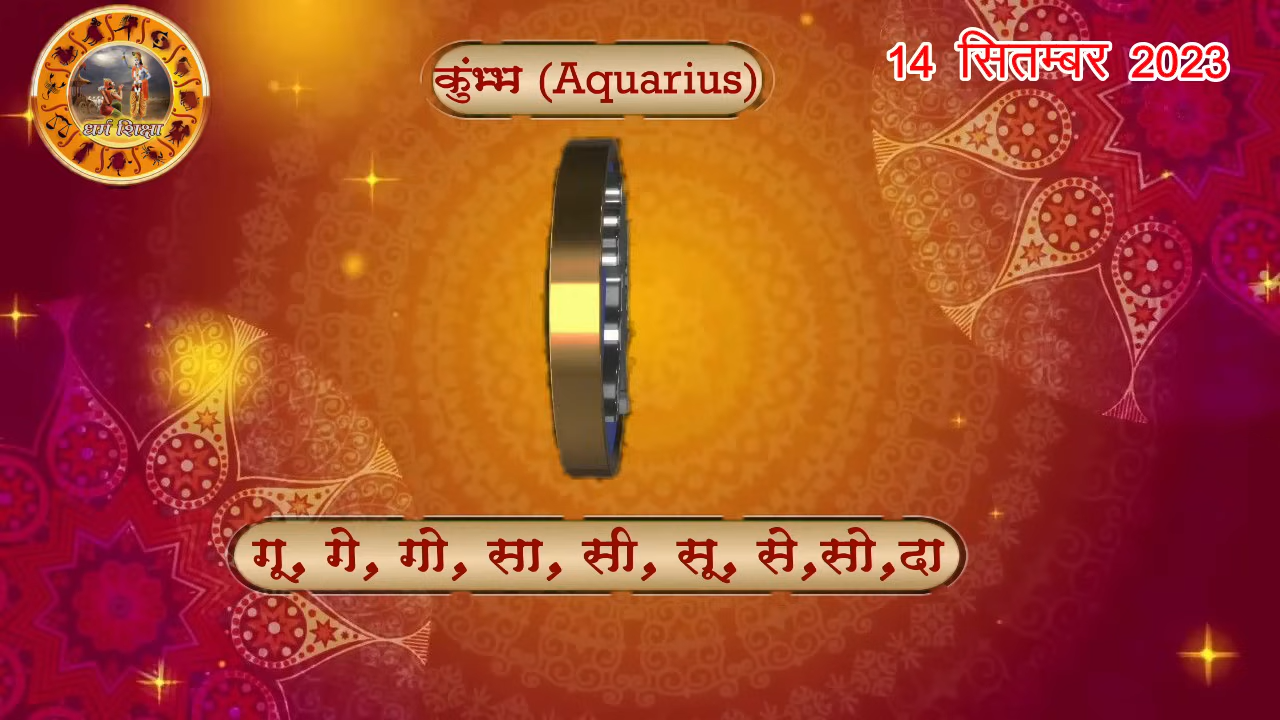 धर्म शिक्षा
कुंम्भ (Aquarius)
14 सितम्बर 2023
गू, गे, गो, सा, सी, सू, से,सो,दा